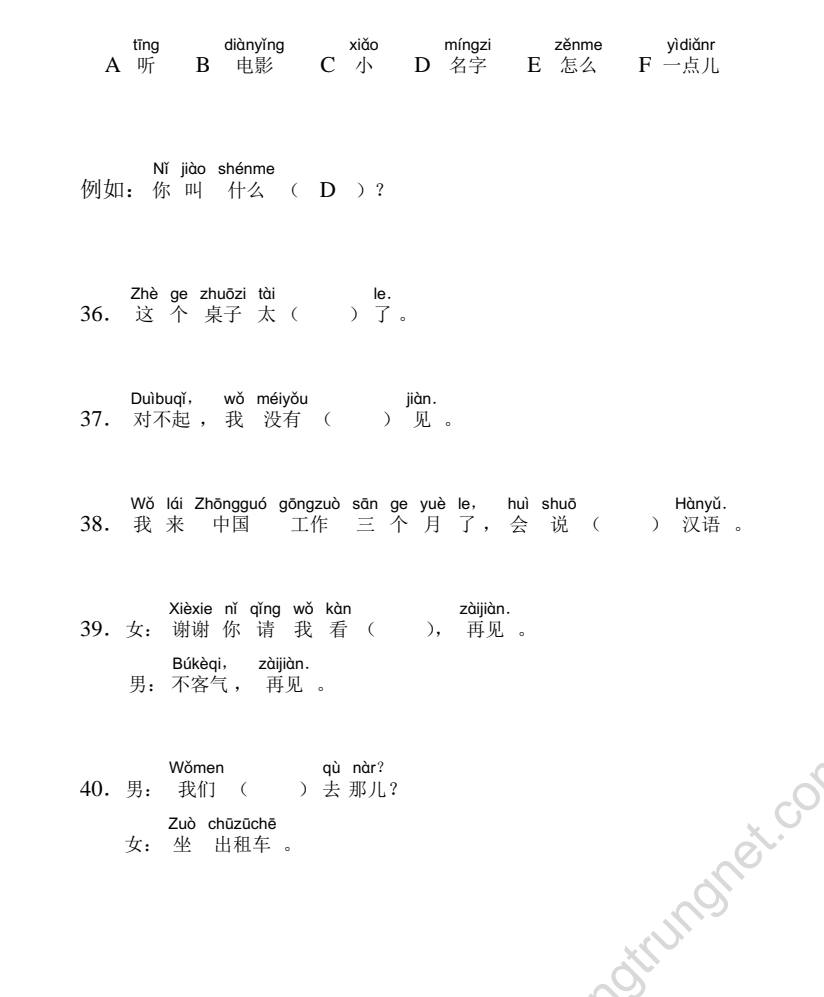 tīng diànyǐng xiǎo míngzi zěnme yìdiǎnr
A 听 B 电影 C 小 D 名字 E 怎么 F 一点儿
Nǐ jiào shénme
例如： 你 叫 什么 （ D ）？
Zhè ge zhuōzi tài le.
36. 这 个 桌子 太 （ ） 了 。
Duìbuqǐ， wǒ méiyǒu jiàn.
37. 对不起 ， 我 没有 （ ） 见 。
Wǒ lái Zhōngguó gōngzuò sān ge yuè le， huì shuō Hànyǔ.
38. 我 来 中国 工作 三 个 月 了 ， 会 说 （ ） 汉语 。
Xièxie nǐ qǐng wǒ kàn zàijiàn.
39. 女： 谢谢 你 请 我 看 （ ）， 再见 。
Búkèqi， zàijiàn.
男： 不客气 ， 再见 。
Wǒmen qù nàr?
40. 男： 我们 （ ） 去 那儿？
Zuò chūzūchē
女： 坐 出租车 。